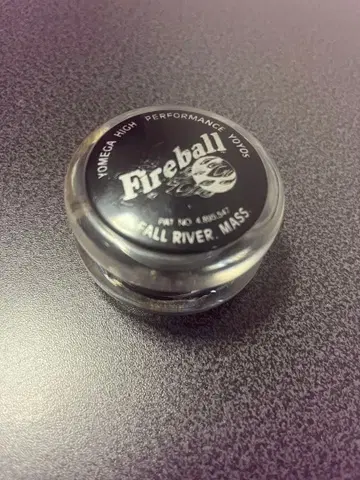 YOMEGA HIGH PERFORMANCE YOYOS
Fireball
PAT NO. 4,895,547
FALL RIVER, MASS